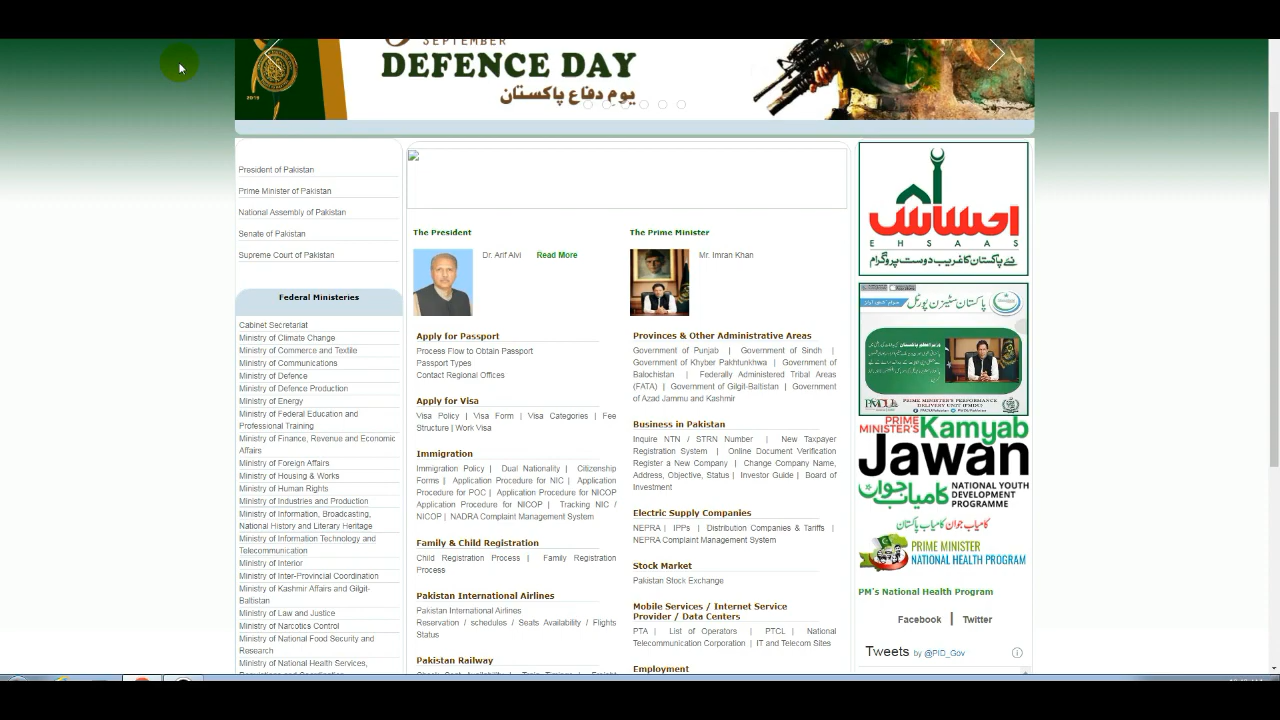 SEPTEMBER
DEFENCE DAY
یوم دفاع پاکستان
2019
President of Pakistan
Prime Minister of Pakistan
National Assembly of Pakistan
Senate of Pakistan
Supreme Court of Pakistan
Federal Ministries
Cabinet Secretariat
Ministry of Climate Change
Ministry of Commerce and Textile
Ministry of Communications
Ministry of Defence
Ministry of Defence Production
Ministry of Energy
Ministry of Federal Education and
Professional Training
Ministry of Finance, Revenue and Economic
Affairs
Ministry of Foreign Affairs
Ministry of Housing & Works
Ministry of Human Rights
Ministry of Industries and Production
Ministry of Information, Broadcasting,
National History and Literary Heritage
Ministry of Information Technology and
Telecommunication
Ministry of Interior
Ministry of Inter-Provincial Coordination
Ministry of Kashmir Affairs and Gilgit-
Baltistan
Ministry of Law and Justice
Ministry of Narcotics Control
Ministry of National Food Security and
Research
Ministry of National Health Services,
The President
Dr. Arif Alvi Read More
Apply for Passport
Process Flow to Obtain Passport
Passport Types
Contact Regional Offices
Apply for Visa
Visa Policy | Visa Form | Visa Categories | Fee
Structure | Work Visa
Immigration
Immigration Policy | Dual Nationality | Citizenship
Forms | Application Procedure for NIC | Application
Procedure for POC | Application Procedure for NICOP
Application Procedure for NICOP | Tracking NIC /
NICOP | NADRA Complaint Management System
Family & Child Registration
Child Registration Process | Family Registration
Process
Pakistan International Airlines
Pakistan International Airlines
Reservation / schedules / Seats Availability / Flights
Status
Pakistan Railway
The Prime Minister
Mr. Imran Khan
Provinces & Other Administrative Areas
Government of Punjab | Government of Sindh |
Government of Khyber Pakhtunkhwa | Government of
Balochistan | Federally Administered Tribal Areas
(FATA) | Government of Gilgit-Baltistan | Government
of Azad Jammu and Kashmir
Business in Pakistan
Inquire NTN / STRN Number | New Taxpayer
Registration System | Online Document Verification
Register a New Company | Change Company Name,
Address, Objective, Status | Investor Guide | Board of
Investment
Electric Supply Companies
NEPRA | IPPs | Distribution Companies & Tariffs |
NEPRA Complaint Management System
Stock Market
Pakistan Stock Exchange
Mobile Services / Internet Service
Provider / Data Centers
PTA | List of Operators | PTCL | National
Telecommunication Corporation | IT and Telecom Sites
Employment
احساس
EHSAAS
نئے پاکستان کا غریب دوست پروگرام
پاکستان سٹیزن پورٹل
PMDU
PRIME MINISTER'S PERFORMANCE
DELIVERY UNIT (PMDU)
PRIME
MINISTER'S Kamyab
Jawan
کامیاب جوان
NATIONAL YOUTH
DEVELOPMENT
PROGRAMME
کامیاب جوان کامیاب پاکستان
PRIME MINISTER
NATIONAL HEALTH PROGRAM
PM's National Health Program
Facebook | Twitter
Tweets by @PID_Gov